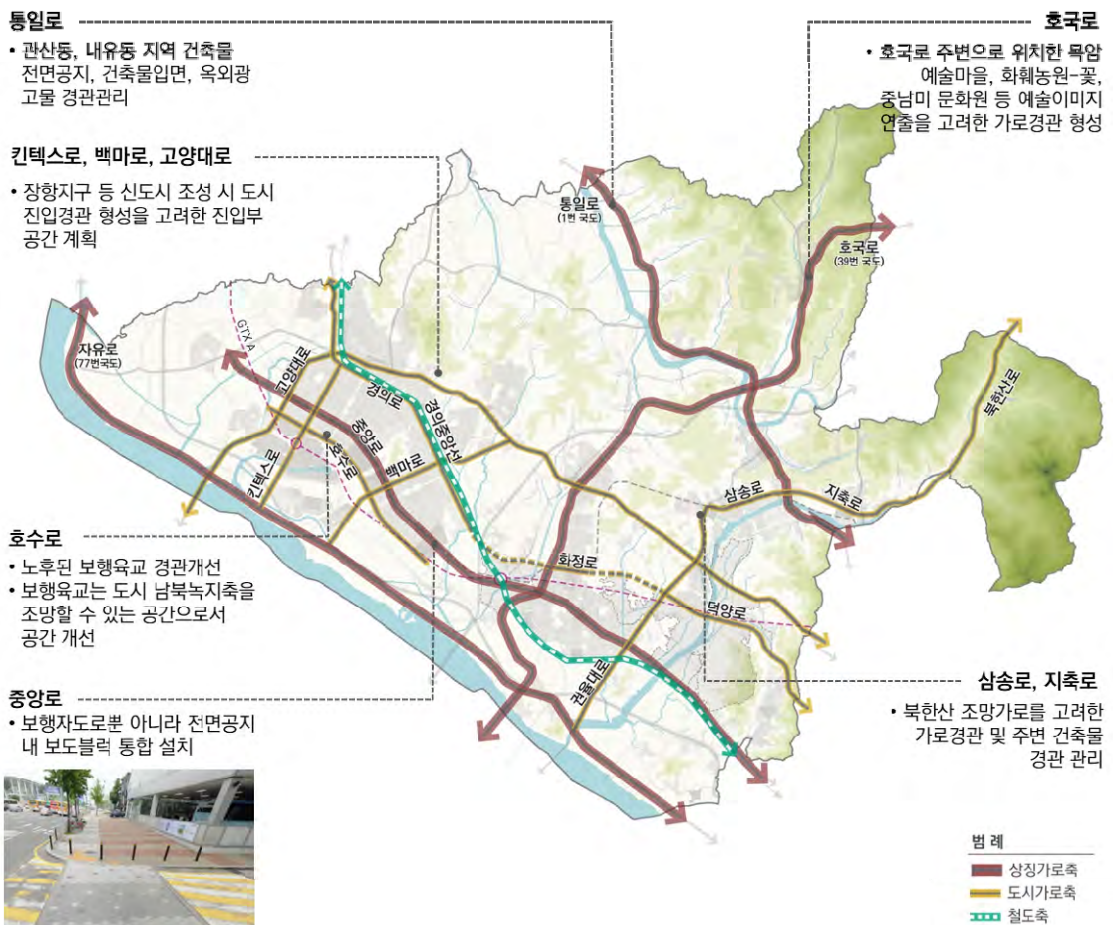 통일로
• 관산동, 내유동 지역 건축물
전면공지, 건축물입면, 옥외광
고물 경관관리
호국로
• 호국로 주변으로 위치한 목암
예술마을, 화훼농원-꽃,
중남미 문화원 등 예술이미지
연출을 고려한 가로경관 형성
킨텍스로, 백마로, 고양대로
• 장항지구 등 신도시 조성 시 도시
진입경관 형성을 고려한 진입부
공간 계획
통일로
(1번 국도)
호국로
(39번 국도)
자유로
(77번국도)
GTX A
고양대로
경의로
경의중앙선
중앙로
호수로
백마로
킨텍스로
북한산로
삼송로
지축로
화정로
덕양로
권율대로
호수로
• 노후된 보행육교 경관개선
• 보행육교는 도시 남북녹지축을
조망할 수 있는 공간으로서
공간 개선
중앙로
• 보행자도로뿐 아니라 전면공지
내 보도블럭 통합 설치
삼송로, 지축로
• 북한산 조망가로를 고려한
가로경관 및 주변 건축물
경관 관리
범 례
상징가로축
도시가로축
철도축